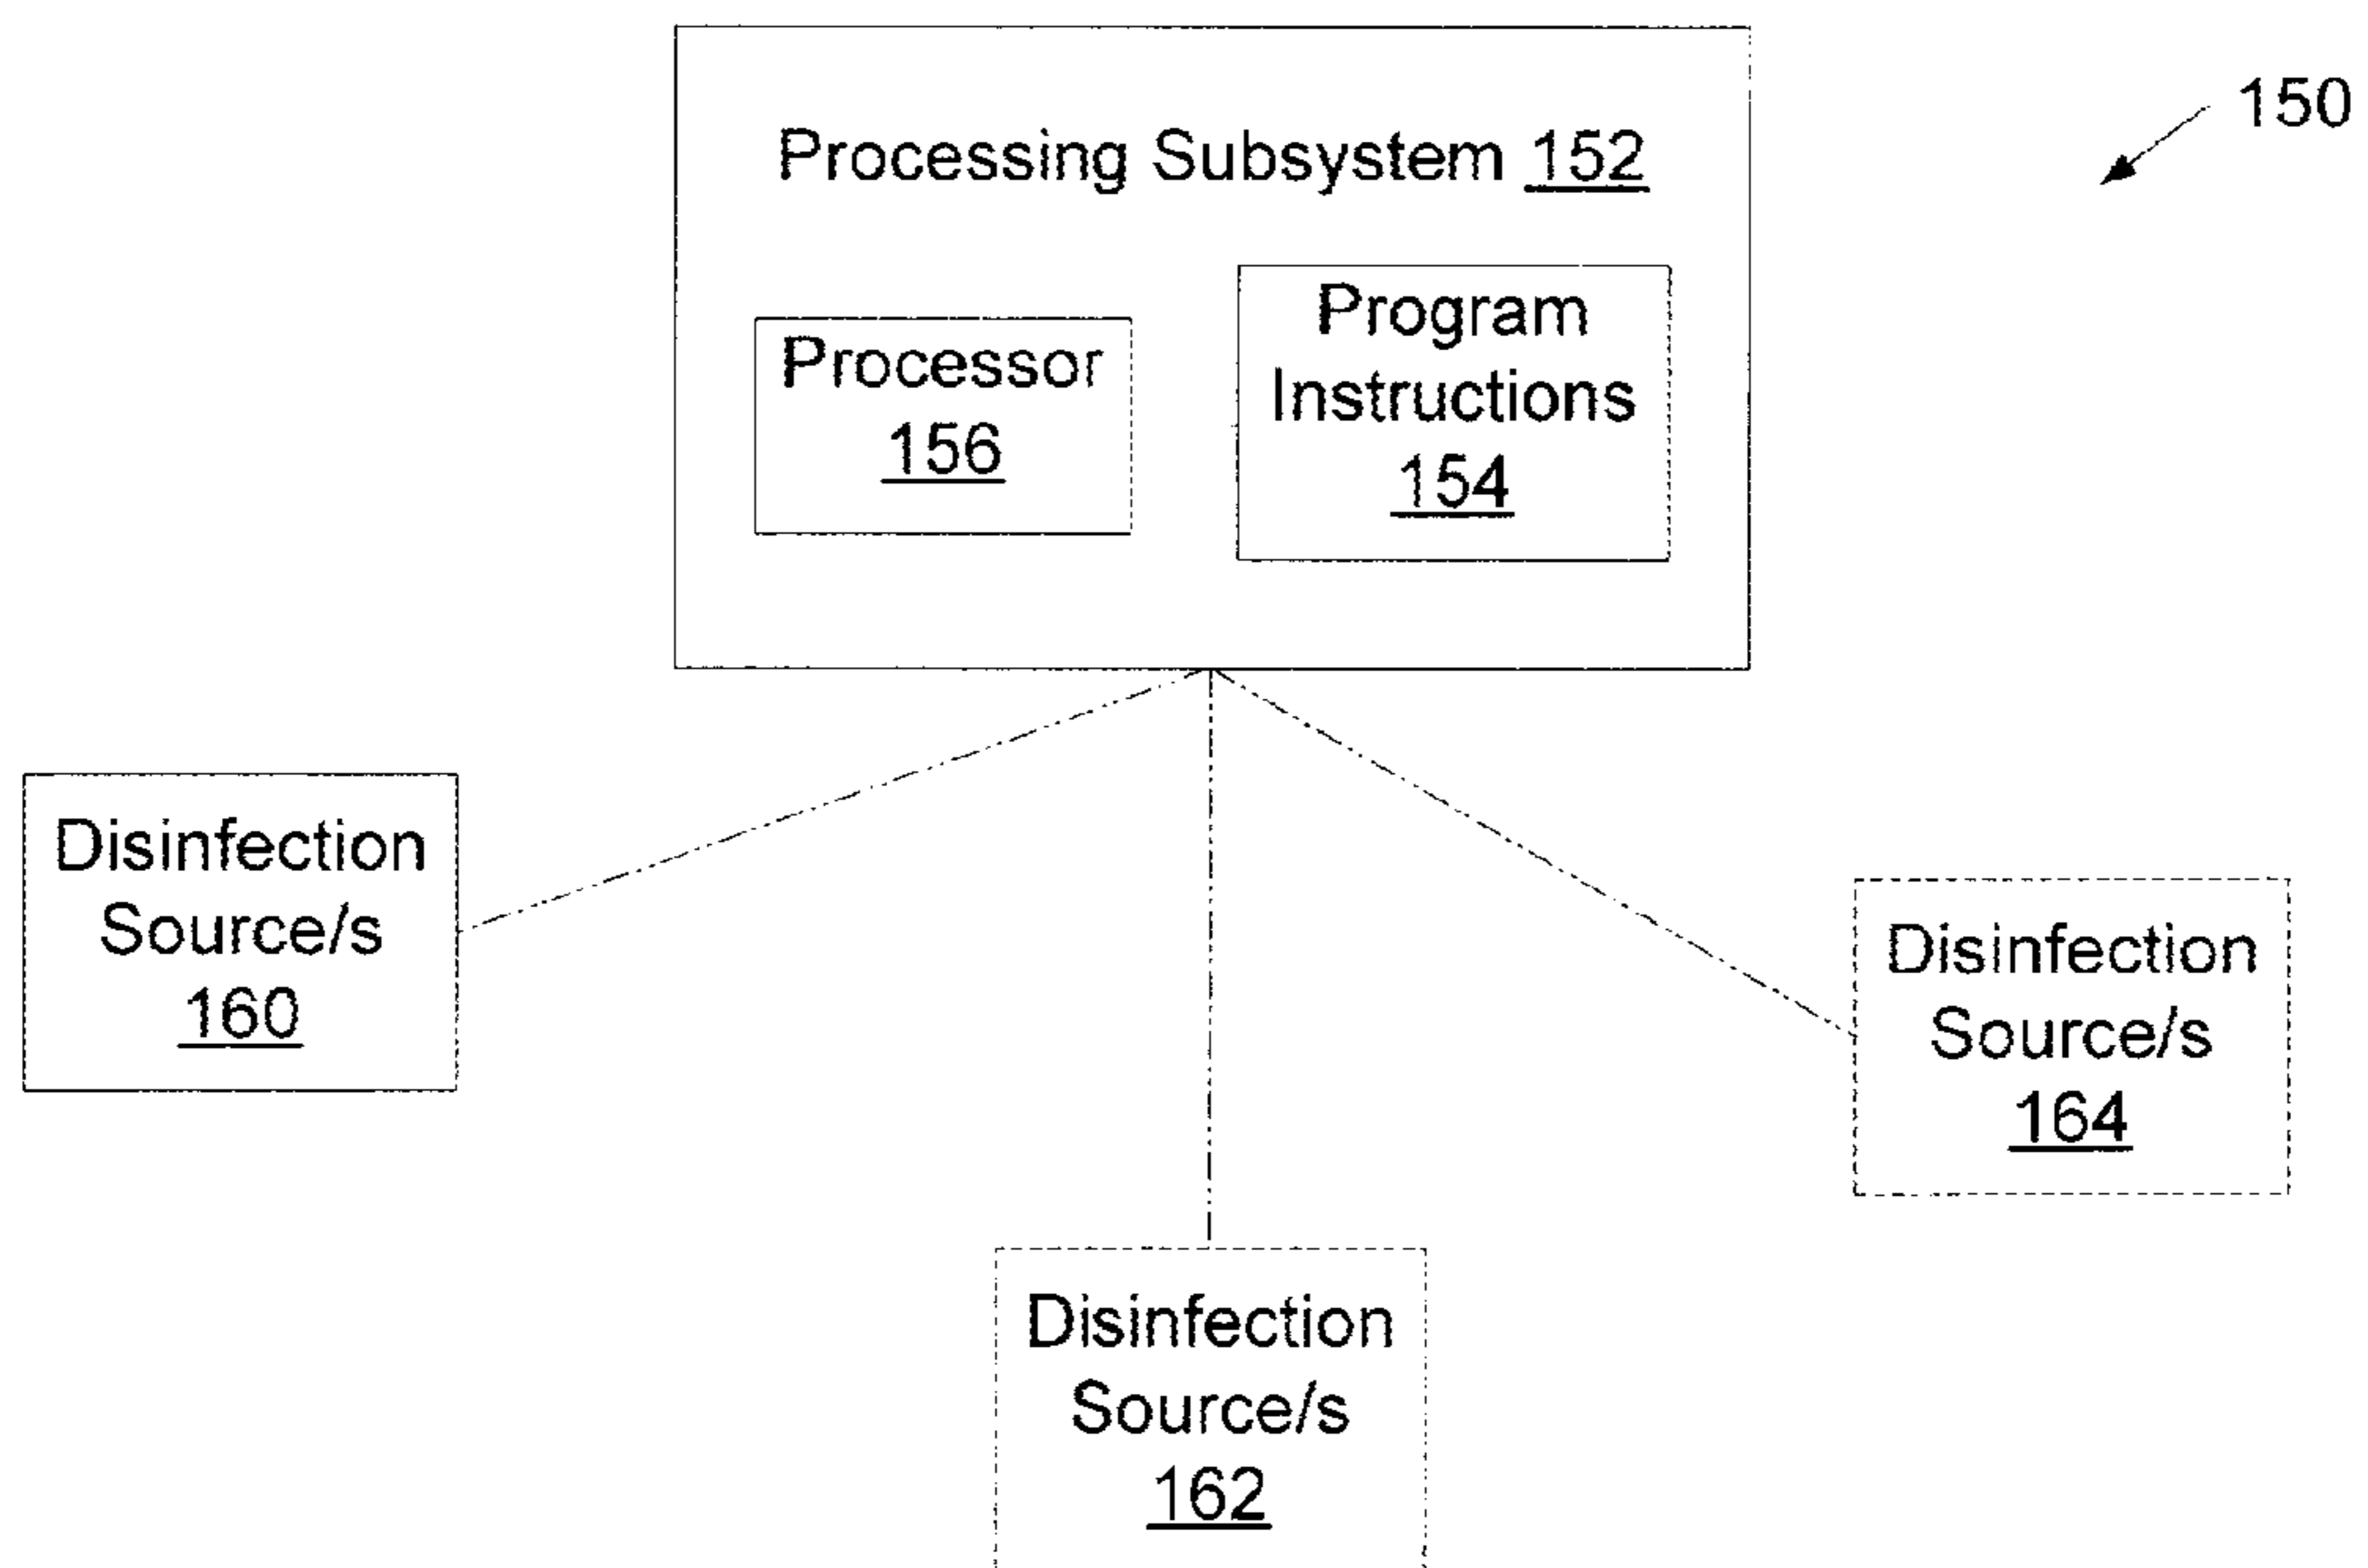 150
Processing Subsystem 152
Processor
156
Program
Instructions
154
Disinfection
Source/s
160
Disinfection
Source/s
164
Disinfection
Source/s
162